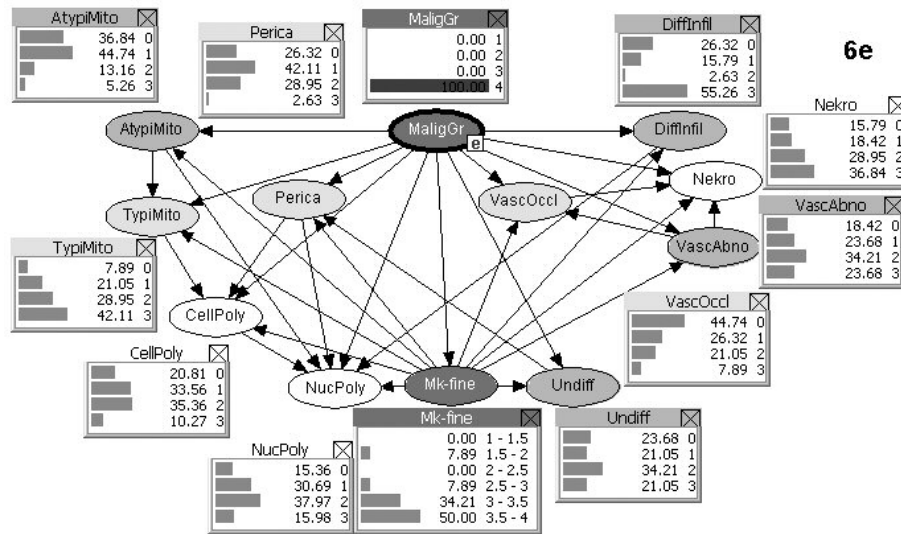 AtypiMito
36.84 0
44.74 1
13.16 2
5.26 3
Perica
26.32 0
42.11 1
28.95 2
2.63 3
MaligGr
0.00 1
0.00 2
0.00 3
100.00 4
DiffInfil
26.32 0
15.79 1
2.63 2
55.26 3
6e
Nekro
15.79 0
18.42 1
28.95 2
36.84 3
AtypiMito
MaligGr
e
DiffInfil
Nekro
Perica
VascOccl
TypiMito
VascAbno
VascAbno
18.42 0
23.68 1
34.21 2
23.68 3
TypiMito
7.89 0
21.05 1
28.95 2
42.11 3
CellPoly
VascOccl
44.74 0
26.32 1
21.05 2
7.89 3
CellPoly
20.81 0
33.56 1
35.36 2
10.27 3
NucPoly
Mk-fine
Undiff
NucPoly
15.36 0
30.69 1
37.97 2
15.98 3
Mk-fine
0.00 1 - 1.5
7.89 1.5 - 2
0.00 2 - 2.5
7.89 2.5 - 3
34.21 3 - 3.5
50.00 3.5 - 4
Undiff
23.68 0
21.05 1
34.21 2
21.05 3